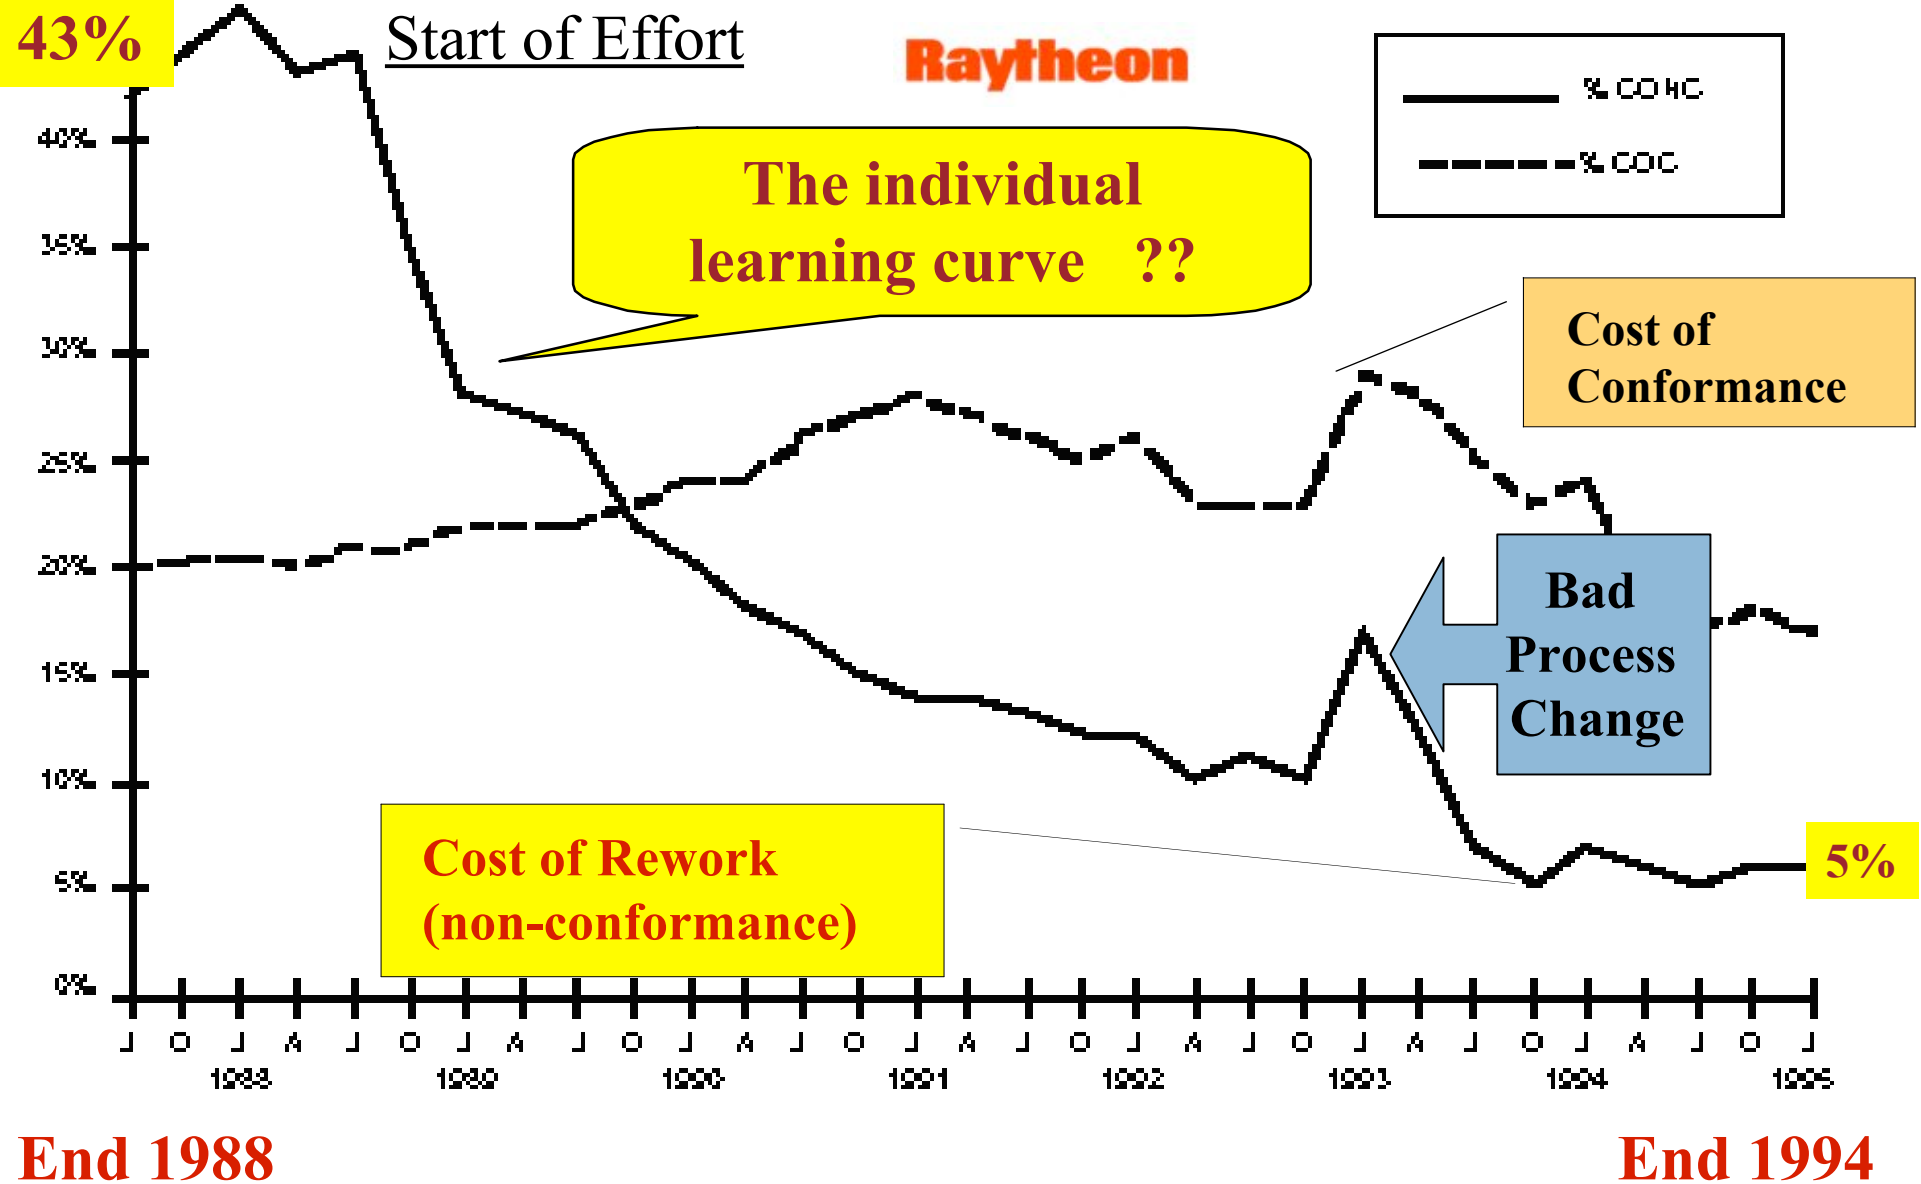 43%
Start of Effort
Raytheon
% CONC
% COC
40%
The individual
learning curve ??
35%
Cost of
Conformance
30%
25%
20%
Bad
Process
Change
15%
10%
Cost of Rework
(non-conformance)
5%
5%
0%
J O J A J O J A J O J A J O J A J O J A J O J A J O J A J O J
1988 1989 1990 1991 1992 1993 1994 1995
End 1988
End 1994